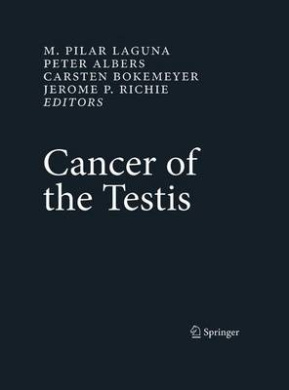 M. PILAR LAGUNA
PETER ALBERS
CARSTEN BOKEMEYER
JEROME P. RICHIE
EDITORS
Cancer of
the Testis
Springer